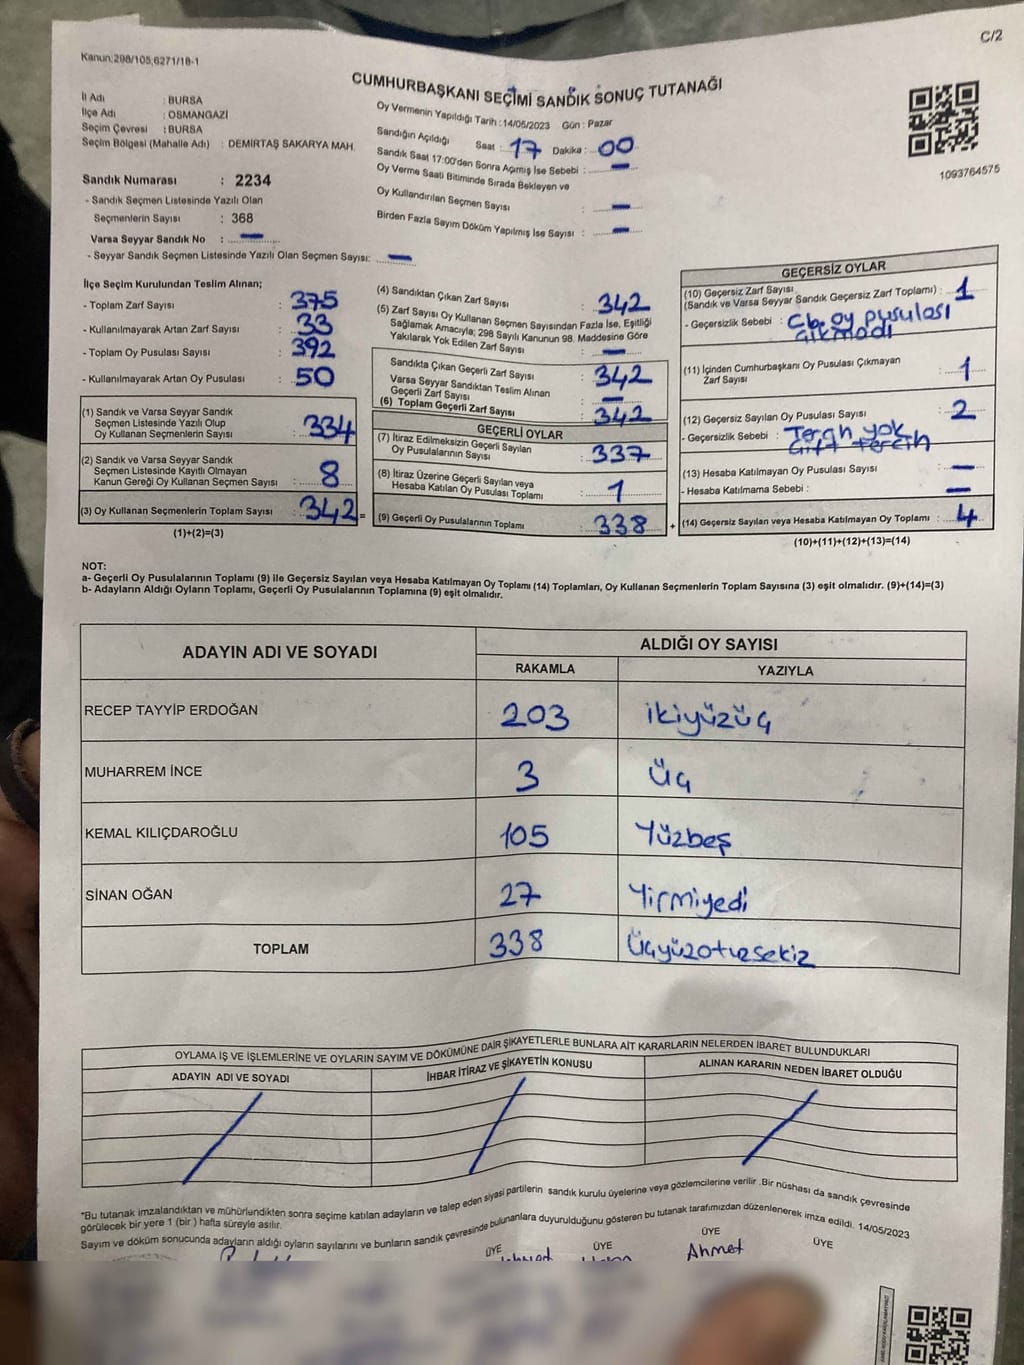 C/2
Kanun:298/105;6271/18-1
CUMHURBAŞKANI SEÇİMİ SANDIK SONUÇ TUTANAĞI
İl Adı : BURSA
İlçe Adı : OSMANGAZİ
Seçim Çevresi : BURSA
Seçim Bölgesi (Mahalle Adı) : DEMİRTAŞ SAKARYA MAH.
Oy Vermenin Yapıldığı Tarih : 14/05/2023 Gün : Pazar
Sandığın Açıldığı Saat : 17 Dakika : 00
Sandık Saat 17:00'den Sonra Açımış İse Sebebi : —
Oy Verme Saati Bitiminde Sırada Bekleyen ve
Oy Kullandırılan Seçmen Sayısı : —
Birden Fazla Sayım Döküm Yapılmış İse Sayısı : —
1093764575
Sandık Numarası : 2234
- Sandık Seçmen Listesinde Yazılı Olan
Seçmenlerin Sayısı : 368
Varsa Seyyar Sandık No : —
- Seyyar Sandık Seçmen Listesinde Yazılı Olan Seçmen Sayısı: —
İlçe Seçim Kurulundan Teslim Alınan;
- Toplam Zarf Sayısı : 375
- Kullanılmayarak Artan Zarf Sayısı : 33
- Toplam Oy Pusulası Sayısı : 392
- Kullanılmayarak Artan Oy Pusulası : 50
(1) Sandık ve Varsa Seyyar Sandık
Seçmen Listesinde Yazılı Olup
Oy Kullanan Seçmenlerin Sayısı : 334
(2) Sandık ve Varsa Seyyar Sandık
Seçmen Listesinde Kayıtlı Olmayan
Kanun Gereği Oy Kullanan Seçmen Sayısı : 8
(3) Oy Kullanan Seçmenlerin Toplam Sayısı : 342 =
(1)+(2)=(3)
(4) Sandıktan Çıkan Zarf Sayısı : 342
(5) Zarf Sayısı Oy Kullanan Seçmen Sayısından Fazla İse, Eşitliği
Sağlamak Amacıyla; 298 Sayılı Kanunun 98. Maddesine Göre
Yakılarak Yok Edilen Zarf Sayısı : —
Sandıkta Çıkan Geçerli Zarf Sayısı : 342
Varsa Seyyar Sandıktan Teslim Alınan
Geçerli Zarf Sayısı : —
(6) Toplam Geçerli Zarf Sayısı : 342
GEÇERLİ OYLAR
(7) İtiraz Edilmeksizin Geçerli Sayılan
Oy Pusulalarının Sayısı : 337
(8) İtiraz Üzerine Geçerli Sayılan veya
Hesaba Katılan Oy Pusulası Toplamı : 1
(9) Geçerli Oy Pusulalarının Toplamı : 338 +
GEÇERSİZ OYLAR
(10) Geçersiz Zarf Sayısı
(Sandık ve Varsa Seyyar Sandık Geçersiz Zarf Toplamı) : 1
- Geçersizlik Sebebi : Cb. oy pusulası
çıkmadı
(11) İçinden Cumhurbaşkanı Oy Pusulası Çıkmayan
Zarf Sayısı : 1
(12) Geçersiz Sayılan Oy Pusulası Sayısı : 2
- Geçersizlik Sebebi : Tercih yok
Çift tercih
(13) Hesaba Katılmayan Oy Pusulası Sayısı : —
- Hesaba Katılmama Sebebi : —
(14) Geçersiz Sayılan veya Hesaba Katılmayan Oy Toplamı : 4
(10)+(11)+(12)+(13)=(14)
NOT:
a- Geçerli Oy Pusulalarının Toplamı (9) ile Geçersiz Sayılan veya Hesaba Katılmayan Oy Toplamı (14) Toplamları, Oy Kullanan Seçmenlerin Toplam Sayısına (3) eşit olmalıdır. (9)+(14)=(3)
b- Adayların Aldığı Oyların Toplamı, Geçerli Oy Pusulalarının Toplamına (9) eşit olmalıdır.
ADAYIN ADI VE SOYADI
ALDIĞI OY SAYISI
RAKAMLA YAZIYLA
RECEP TAYYİP ERDOĞAN 203 ikiyüzüç
MUHARREM İNCE 3 Üç
KEMAL KILIÇDAROĞLU 105 Yüzbeş
SİNAN OĞAN 27 Yirmiyedi
TOPLAM 338 Üçyüzotuzsekiz
OYLAMA İŞ VE İŞLEMLERİNE VE OYLARIN SAYIM VE DÖKÜMÜNE DAİR ŞİKAYETLERLE BUNLARA AİT KARARLARIN NELERDEN İBARET BULUNDUKLARI
ADAYIN ADI VE SOYADI İHBAR İTİRAZ VE ŞİKAYETİN KONUSU ALINAN KARARIN NEDEN İBARET OLDUĞU
*Bu tutanak imzalandıktan ve mühürlendikten sonra seçime katılan adayların ve talep eden siyasi partilerin sandık kurulu üyelerine veya gözlemcilerine verilir .Bir nüshası da sandık çevresinde
görülecek bir yere 1 (bir ) hafta süreyle asılır.
Sayım ve döküm sonucunda adayların aldığı oyların sayılarını ve bunların sandık çevresinde bulunanlara duyurulduğunu gösteren bu tutanak tarafımızdan düzenlenerek imza edildi. 14/05/2023
ÜYE ÜYE ÜYE ÜYE
Ahmet